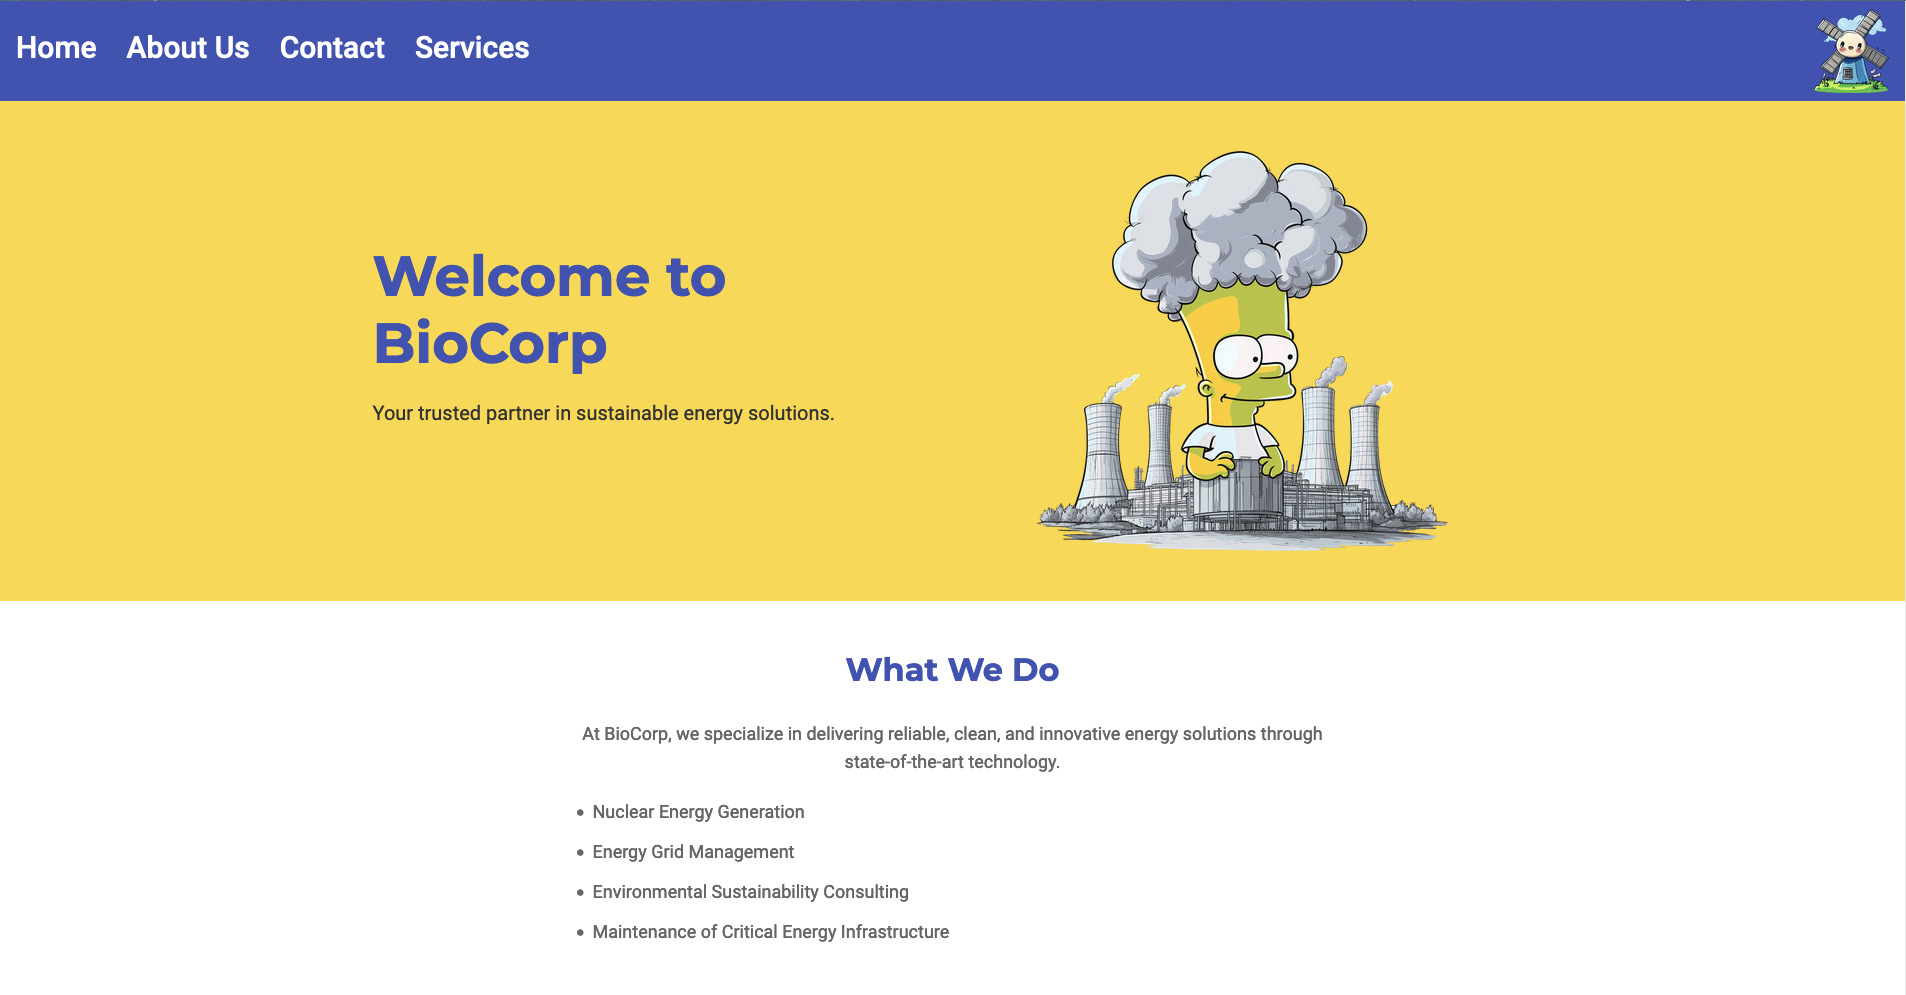 Home About Us Contact Services
Welcome to
BioCorp
Your trusted partner in sustainable energy solutions.
What We Do
At BioCorp, we specialize in delivering reliable, clean, and innovative energy solutions through
state-of-the-art technology.
• Nuclear Energy Generation
• Energy Grid Management
• Environmental Sustainability Consulting
• Maintenance of Critical Energy Infrastructure